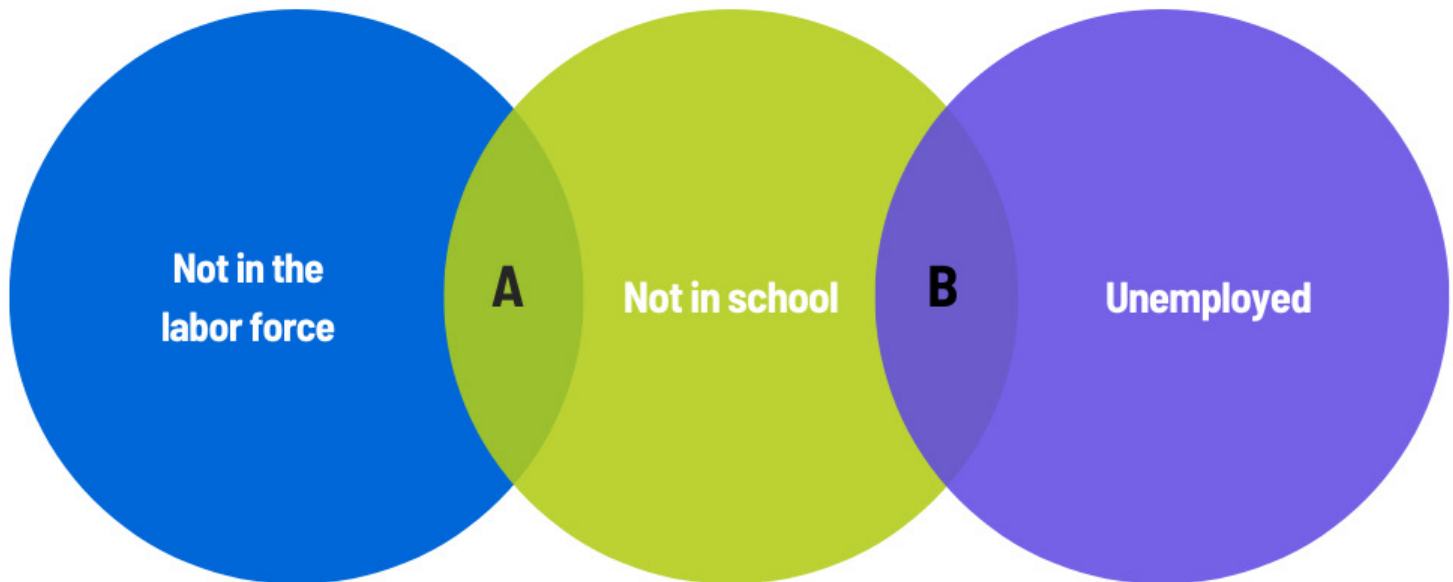 Not in the
labor force
A
Not in school
B
Unemployed